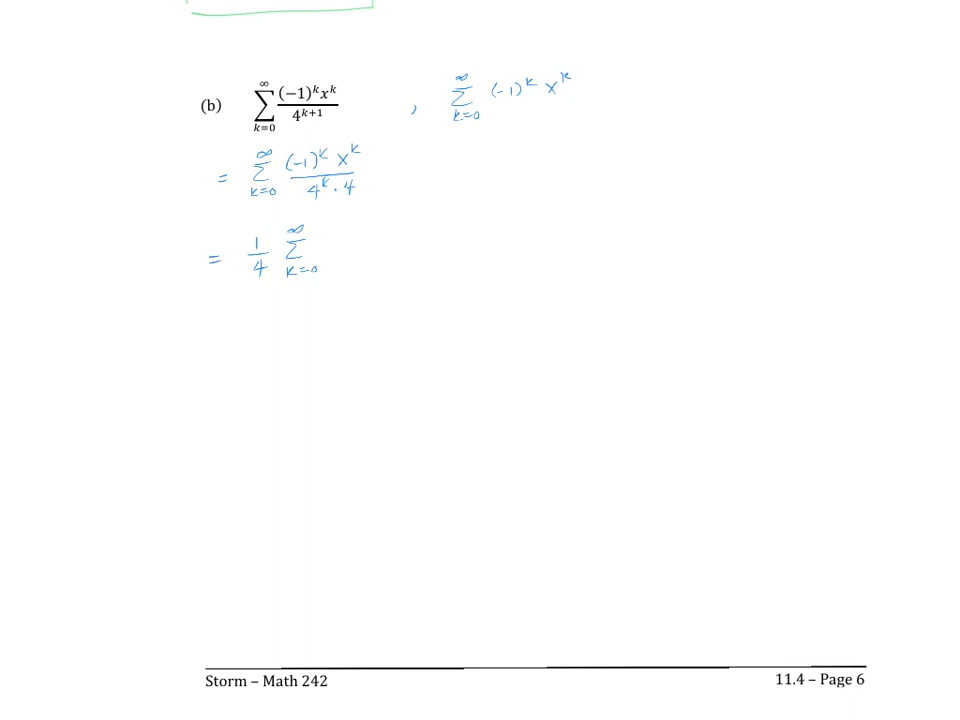 (b) ∑_{k=0}^{∞} (−1)^k x^k / 4^{k+1} , ∑_{k=0}^{∞} (-1)^k x^k
= ∑_{k=0}^{∞} (-1)^k x^k / 4^k · 4
= 1/4 ∑_{k=0}^{∞}
Storm – Math 242 11.4 – Page 6